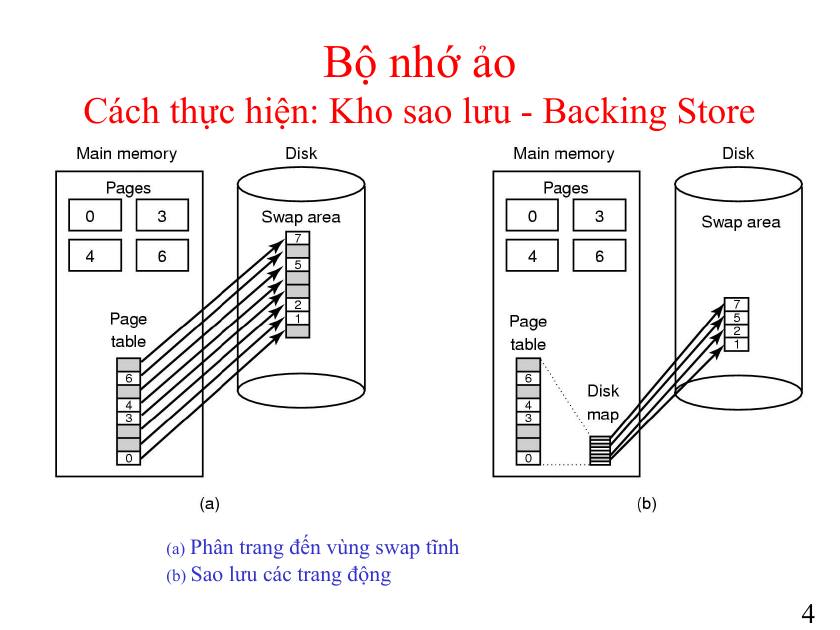 Bộ nhớ ảo
Cách thực hiện: Kho sao lưu - Backing Store
Main memory
Disk
Pages
0
3
4
6
Swap area
7
5
2
1
Page
table
6
4
3
0
(a)
Main memory
Disk
Pages
0
3
4
6
Swap area
7
5
2
1
Page
table
6
4
3
0
Disk
map
(b)
(a) Phân trang đến vùng swap tĩnh
(b) Sao lưu các trang động
4